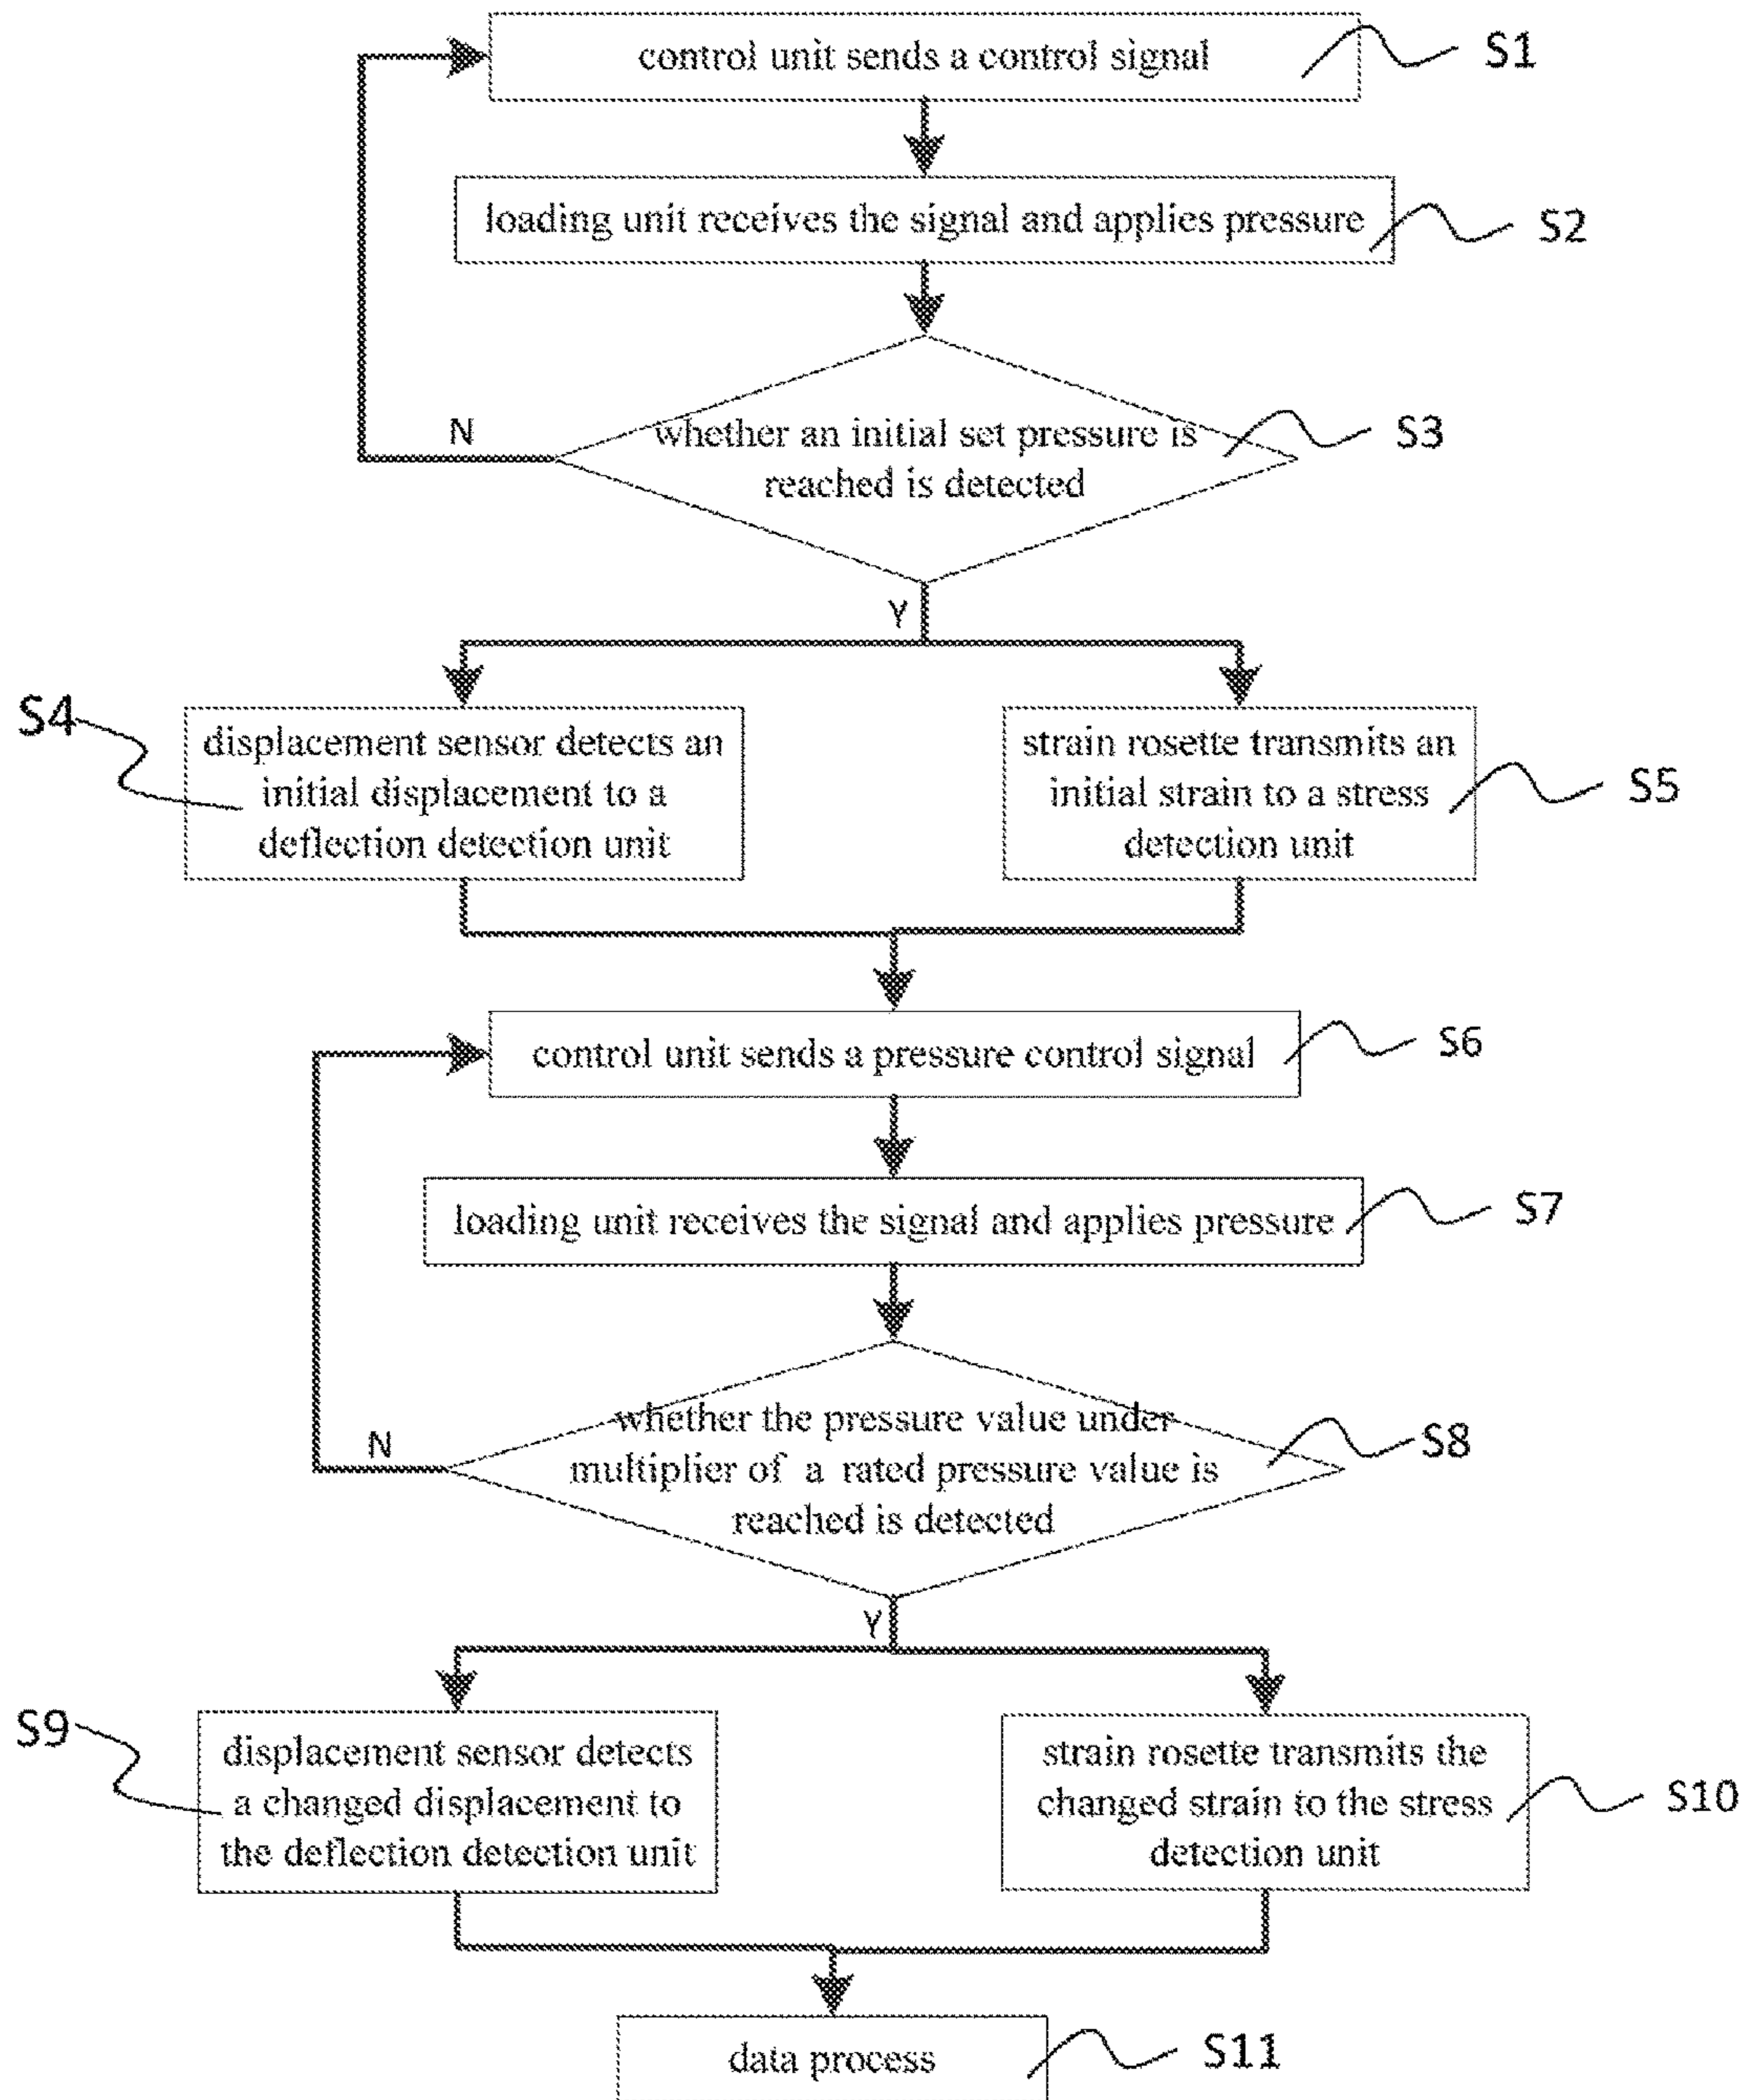 control unit sends a control signal
S1
loading unit receives the signal and applies pressure
S2
whether an initial set pressure is
reached is detected
S3
N
Y
S4
displacement sensor detects an
initial displacement to a
deflection detection unit
strain rosette transmits an
initial strain to a stress
detection unit
S5
control unit sends a pressure control signal
S6
loading unit receives the signal and applies pressure
S7
whether the pressure value under
multiplier of a rated pressure value is
reached is detected
S8
N
Y
S9
displacement sensor detects
a changed displacement to
the deflection detection unit
strain rosette transmits the
changed strain to the stress
detection unit
S10
data process
S11